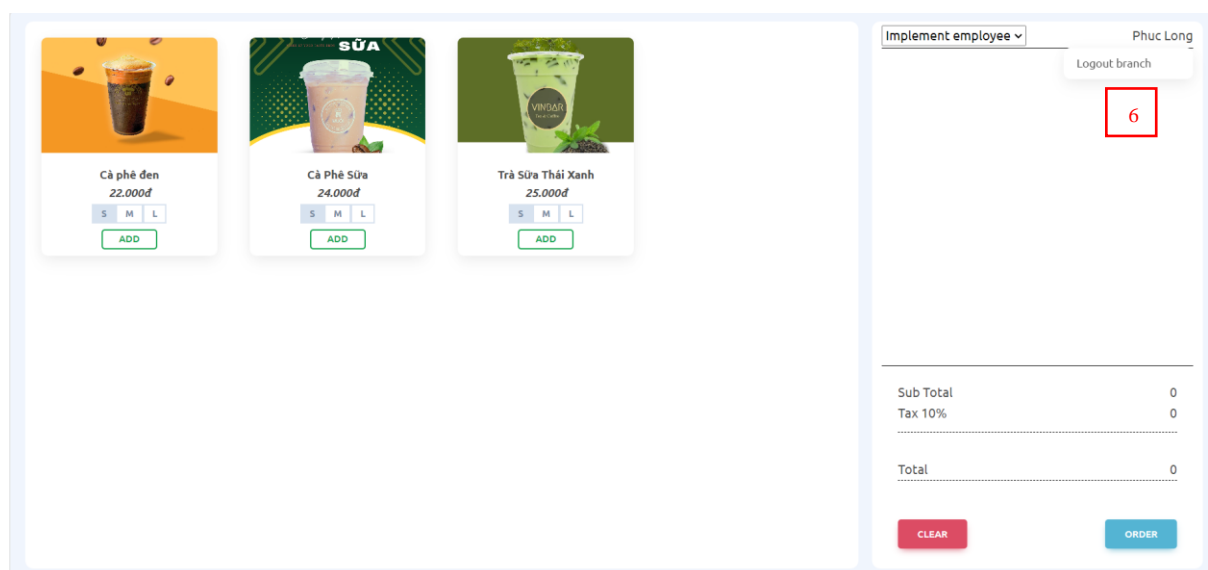 Implement employee
Phuc Long
Logout branch
6
SỮA
VINBAR
Cà phê đen
22.000đ
S M L
ADD
Cà Phê Sữa
24.000đ
S M L
ADD
Trà Sữa Thái Xanh
25.000đ
S M L
ADD
Sub Total 0
Tax 10% 0
Total 0
CLEAR
ORDER